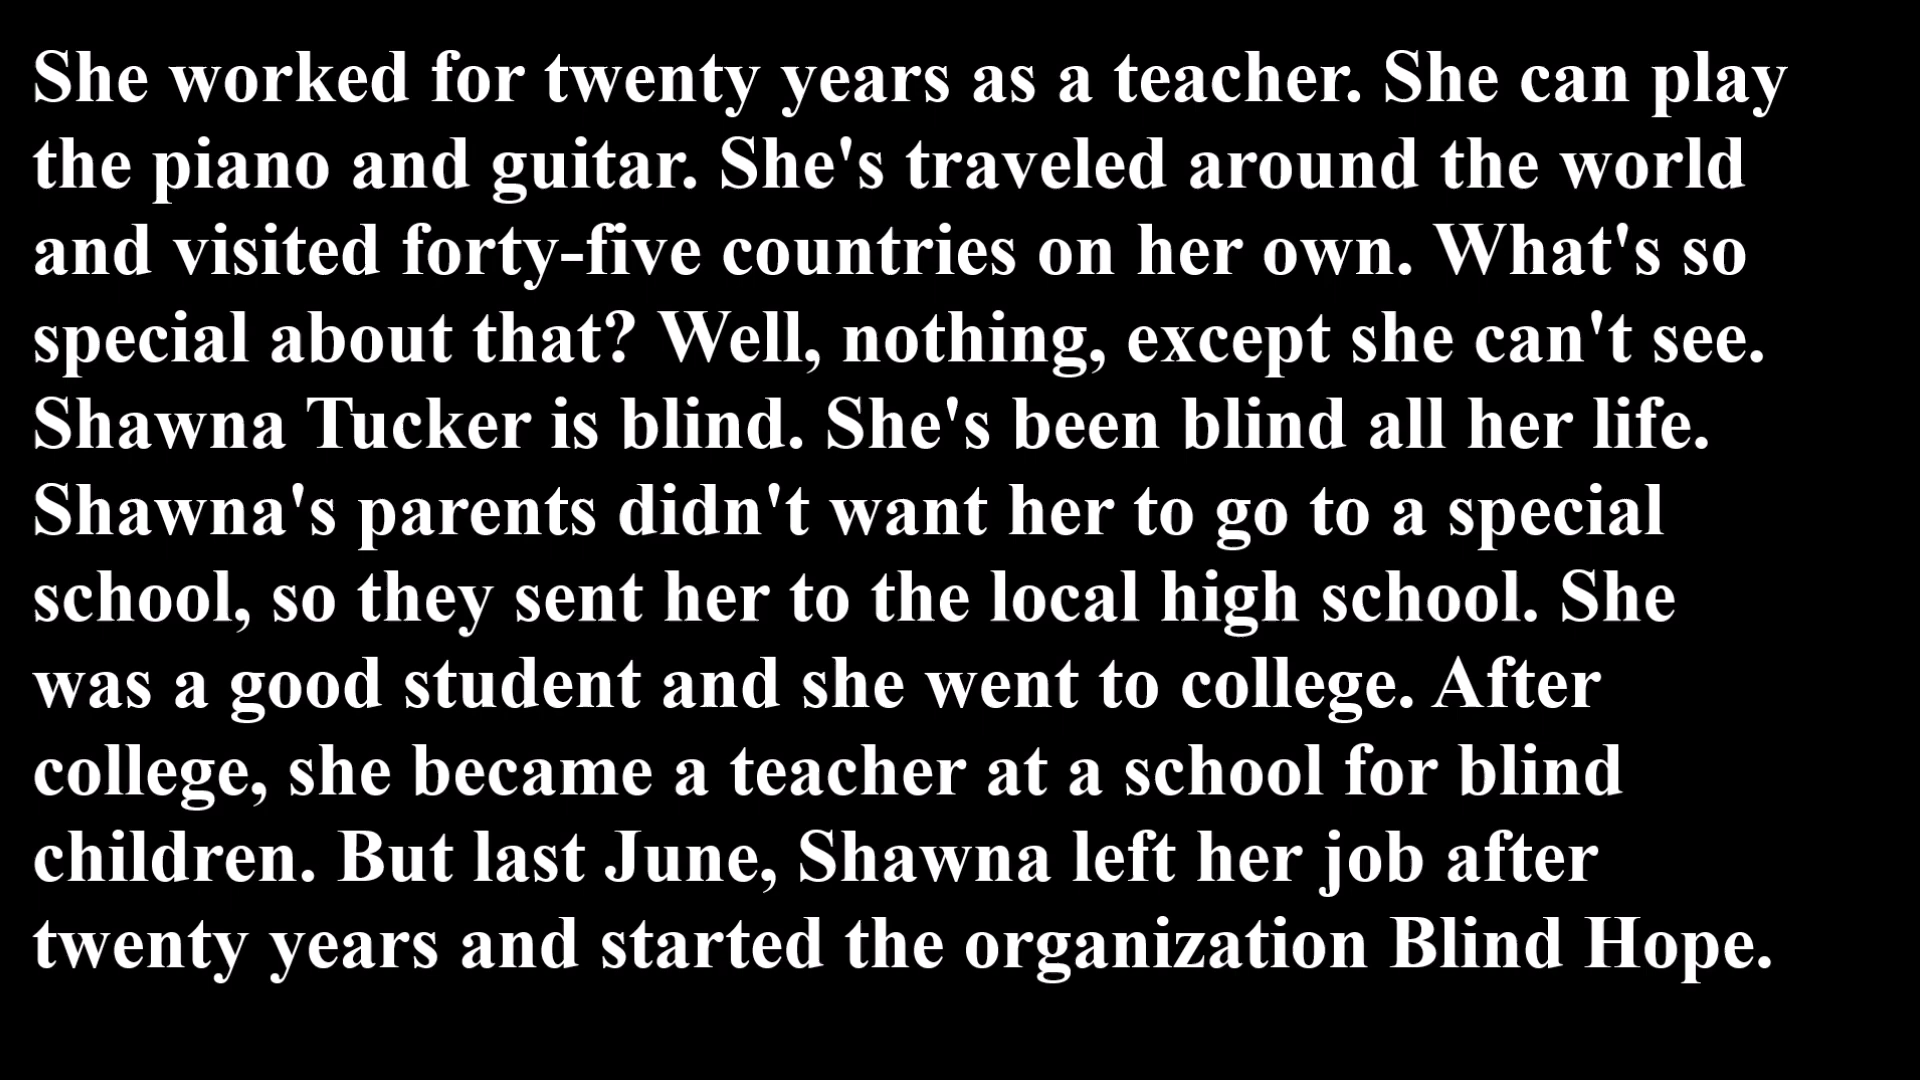 She worked for twenty years as a teacher. She can play
the piano and guitar. She's traveled around the world
and visited forty-five countries on her own. What's so
special about that? Well, nothing, except she can't see.
Shawna Tucker is blind. She's been blind all her life.
Shawna's parents didn't want her to go to a special
school, so they sent her to the local high school. She
was a good student and she went to college. After
college, she became a teacher at a school for blind
children. But last June, Shawna left her job after
twenty years and started the organization Blind Hope.